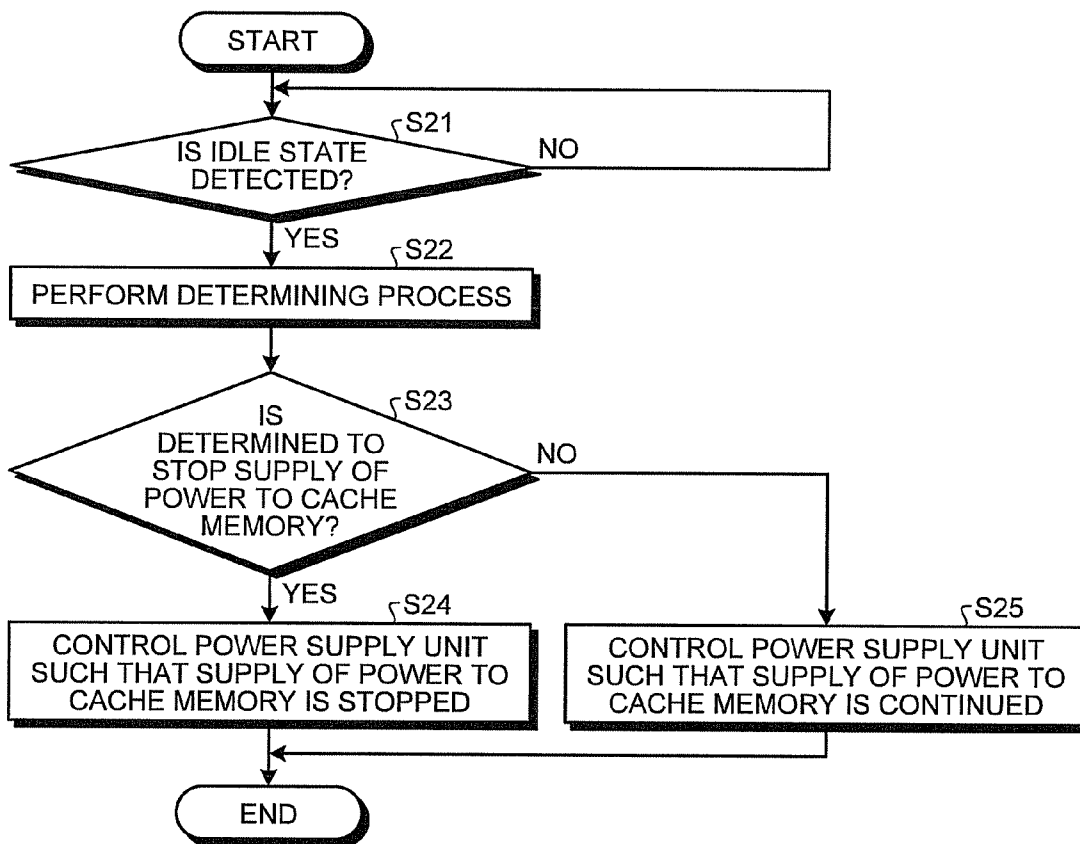 START
S21
IS IDLE STATE
DETECTED?
NO
YES
S22
PERFORM DETERMINING PROCESS
S23
IS
DETERMINED TO
STOP SUPPLY OF
POWER TO CACHE
MEMORY?
NO
YES
S24
CONTROL POWER SUPPLY UNIT
SUCH THAT SUPPLY OF POWER TO
CACHE MEMORY IS STOPPED
S25
CONTROL POWER SUPPLY UNIT
SUCH THAT SUPPLY OF POWER TO
CACHE MEMORY IS CONTINUED
END